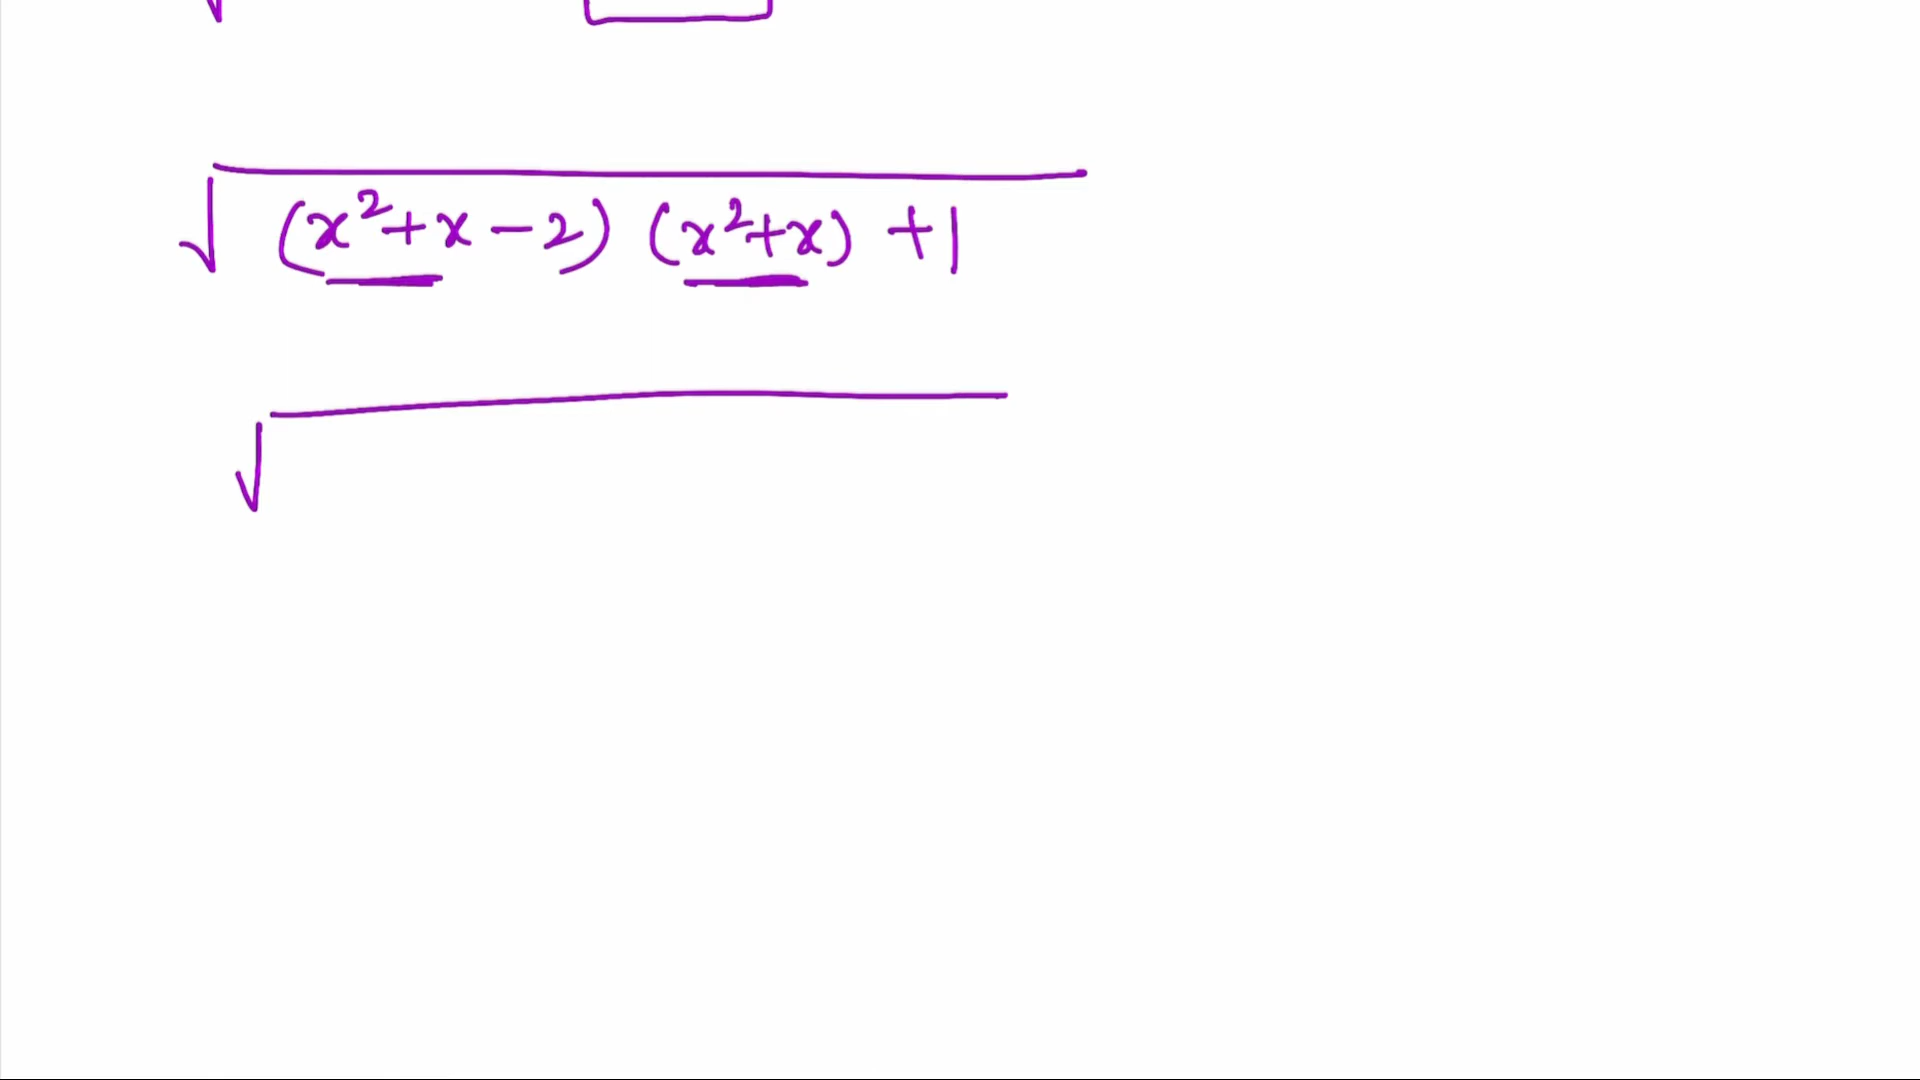 √((x²+x-2) (x²+x) +1)
√